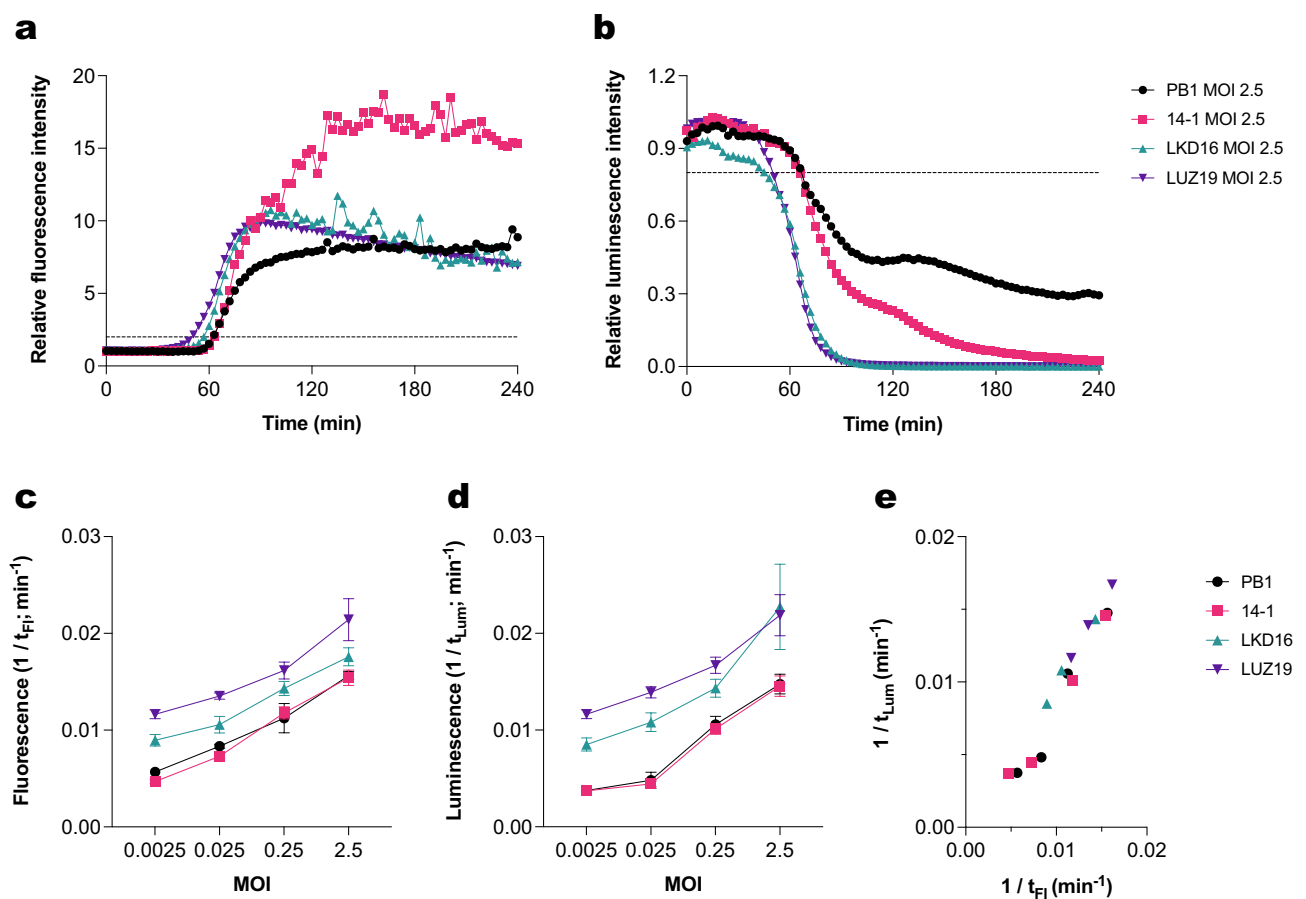 a
Relative fluorescence intensity
20
15
10
5
0
0 60 120 180 240
Time (min)
b
Relative luminescence intensity
1.2
0.9
0.6
0.3
0.0
0 60 120 180 240
Time (min)
PB1 MOI 2.5
14-1 MOI 2.5
LKD16 MOI 2.5
LUZ19 MOI 2.5
c
Fluorescence (1 / tFl; min-1)
0.03
0.02
0.01
0.00
0.0025 0.025 0.25 2.5
MOI
d
Luminescence (1 / tLum; min-1)
0.03
0.02
0.01
0.00
0.0025 0.025 0.25 2.5
MOI
e
1 / tLum (min-1)
0.02
0.01
0.00
0.00 0.01 0.02
1 / tFl (min-1)
PB1
14-1
LKD16
LUZ19